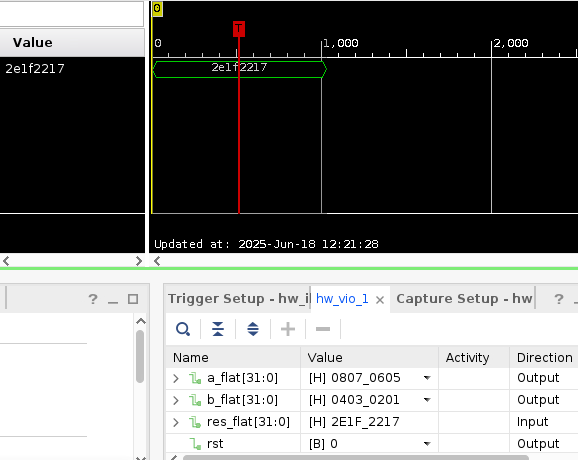 0
T
Value
0 1,000 2,000
2e1f2217 2e1f2217
Updated at: 2025-Jun-18 12:21:28
? _ Trigger Setup - hw_il hw_vio_1 × Capture Setup - hw ? _
Name Value Activity Direction
a_flat[31:0] [H] 0807_0605 Output
b_flat[31:0] [H] 0403_0201 Output
res_flat[31:0] [H] 2E1F_2217 Input
rst [B] 0 Output